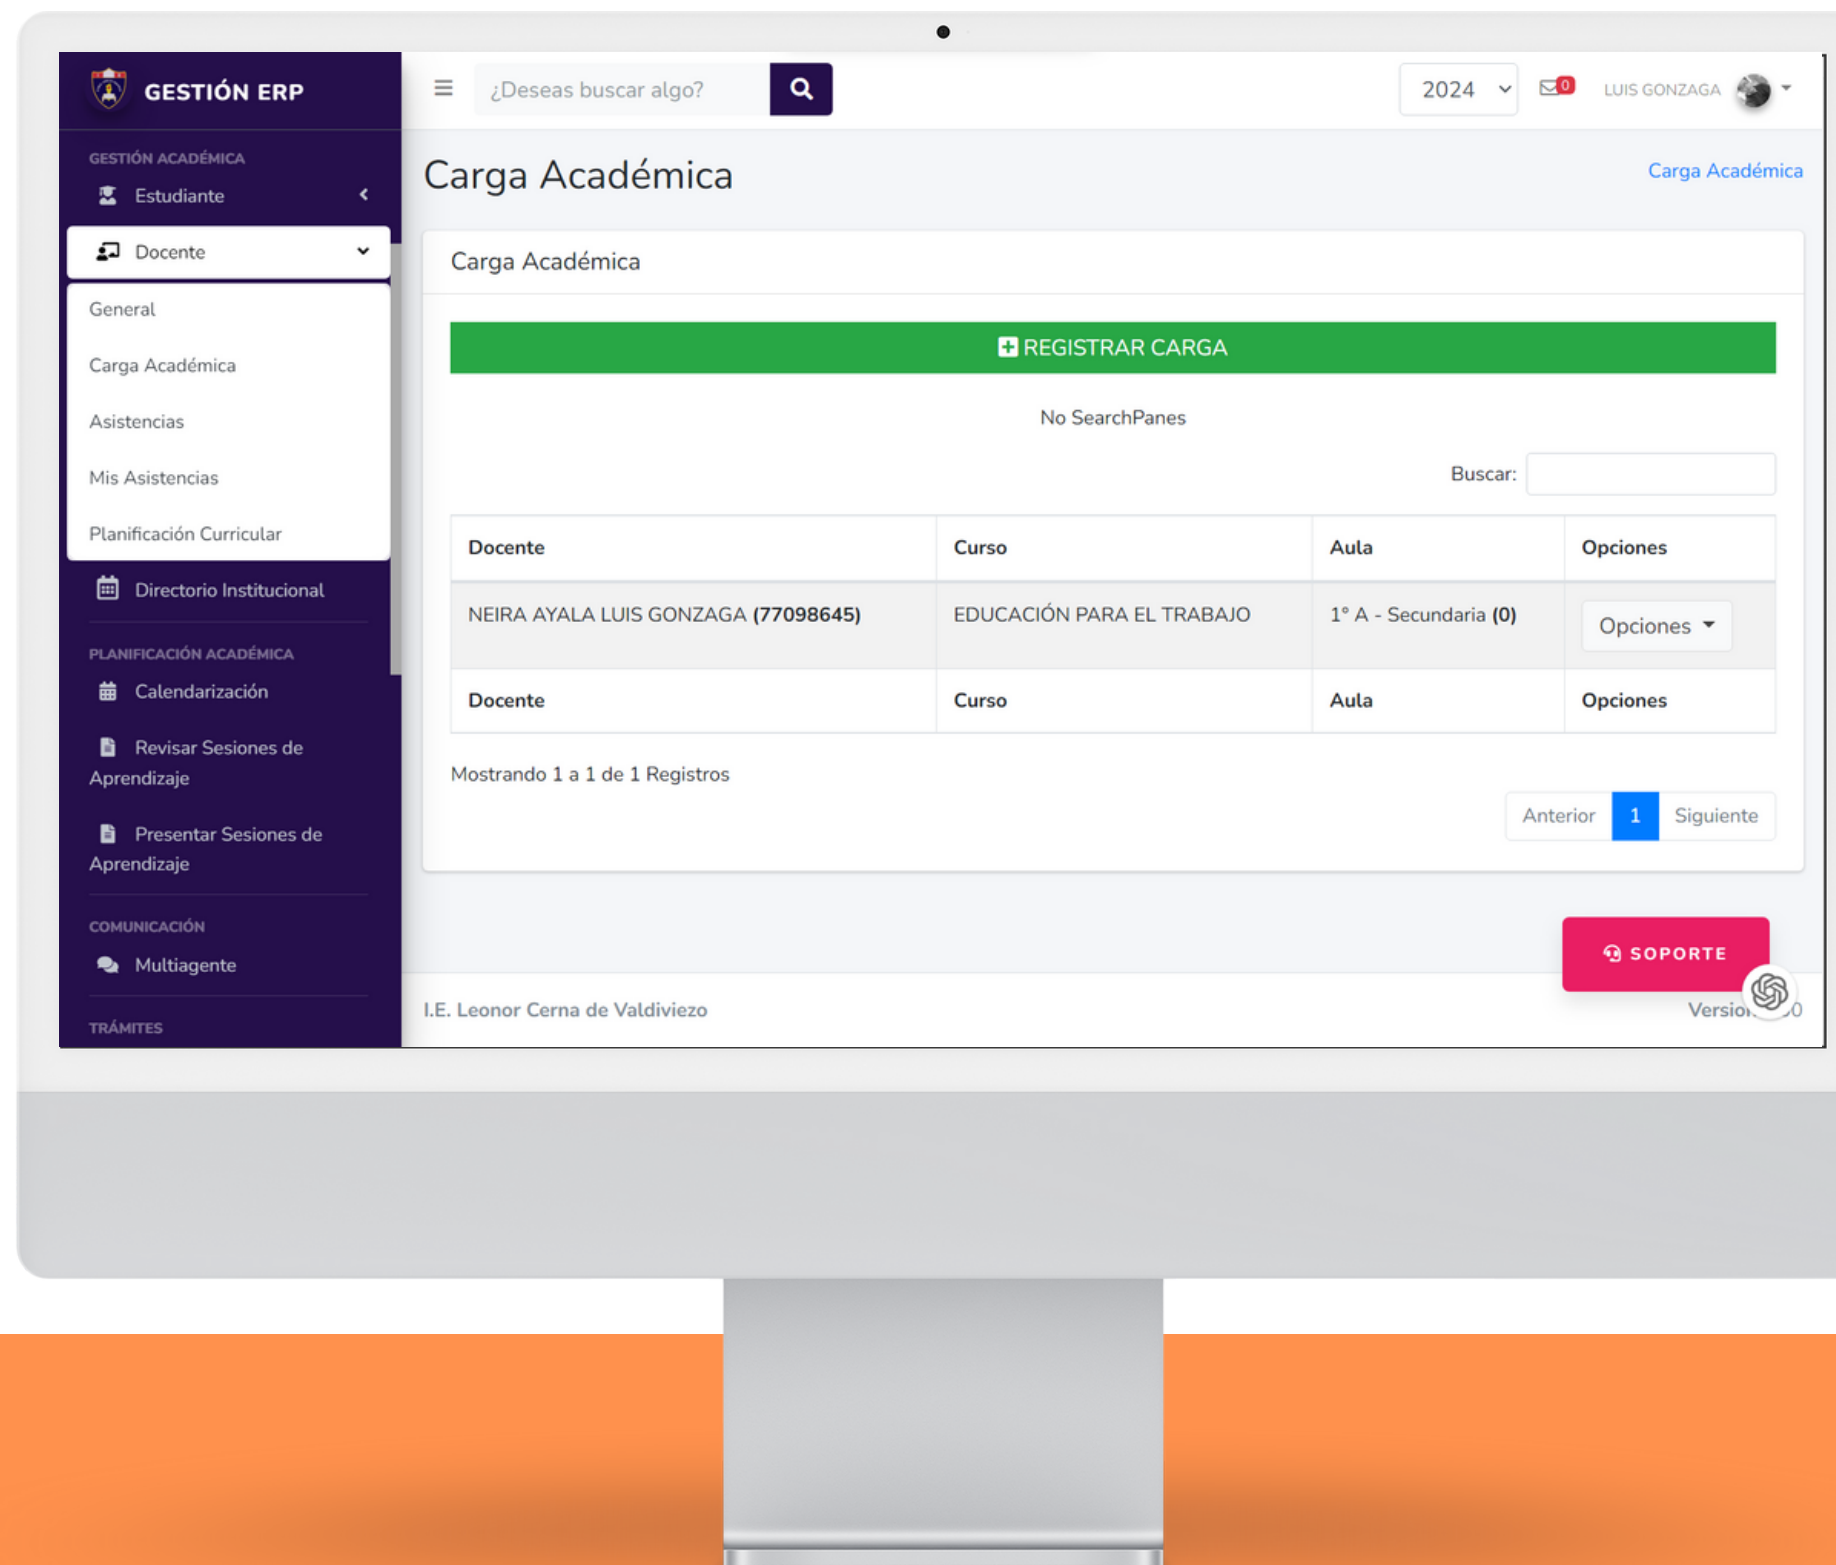 GESTIÓN ERP
¿Deseas buscar algo?
2024
0
LUIS GONZAGA
GESTIÓN ACADÉMICA
Estudiante
Docente
General
Carga Académica
Asistencias
Mis Asistencias
Planificación Curricular
Directorio Institucional
PLANIFICACIÓN ACADÉMICA
Calendarización
Revisar Sesiones de
Aprendizaje
Presentar Sesiones de
Aprendizaje
COMUNICACIÓN
Multiagente
TRÁMITES
Carga Académica
Carga Académica
Carga Académica
REGISTRAR CARGA
No SearchPanes
Buscar:
Docente Curso Aula Opciones
NEIRA AYALA LUIS GONZAGA (77098645) EDUCACIÓN PARA EL TRABAJO 1° A - Secundaria (0) Opciones
Docente Curso Aula Opciones
Mostrando 1 a 1 de 1 Registros
Anterior 1 Siguiente
SOPORTE
I.E. Leonor Cerna de Valdiviezo